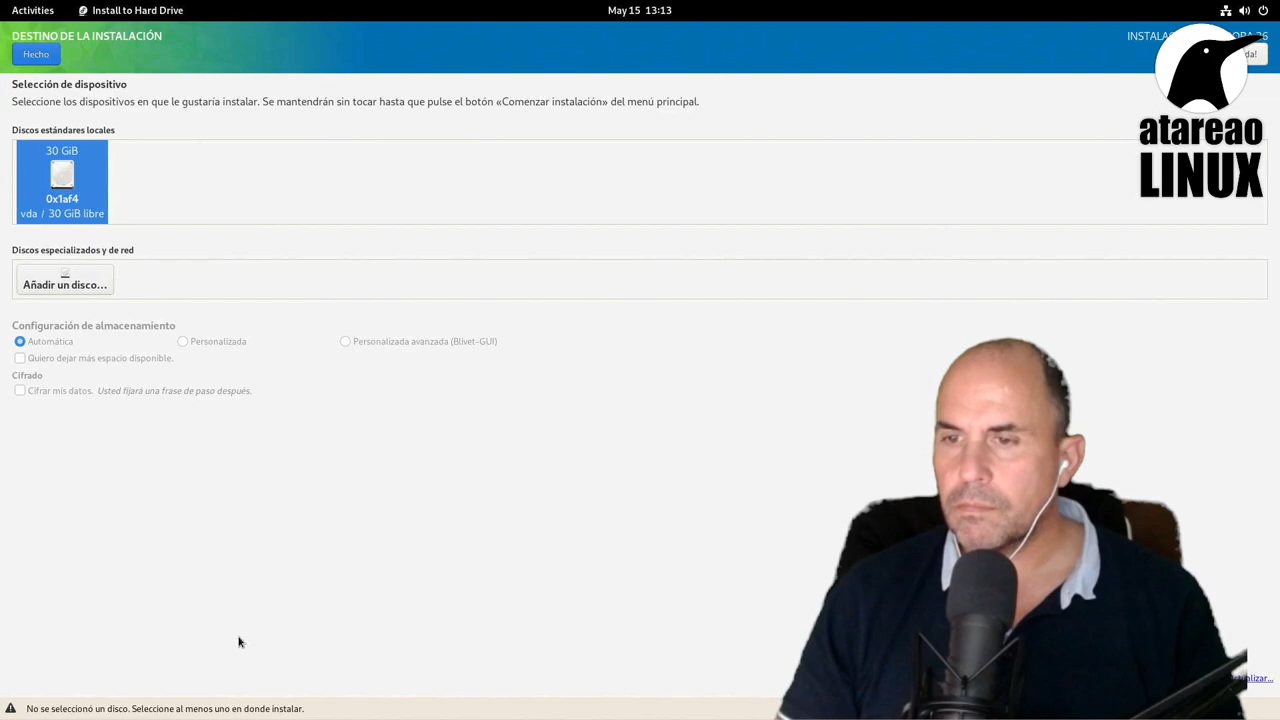 Activities Install to Hard Drive May 15 13:13
DESTINO DE LA INSTALACIÓN
Hecho
Selección de dispositivo
Seleccione los dispositivos en que le gustaría instalar. Se mantendrán sin tocar hasta que pulse el botón «Comenzar instalación» del menú principal.
atareao
LINUX
Discos estándares locales
30 GiB
0x1af4
vda / 30 GiB libre
Discos especializados y de red
Añadir un disco...
Configuración de almacenamiento
Automática Personalizada Personalizada avanzada (Blivet-GUI)
Quiero dejar más espacio disponible.
Cifrado
Cifrar mis datos. Usted fijará una frase de paso después.
No se seleccionó un disco. Seleccione al menos uno en donde instalar.